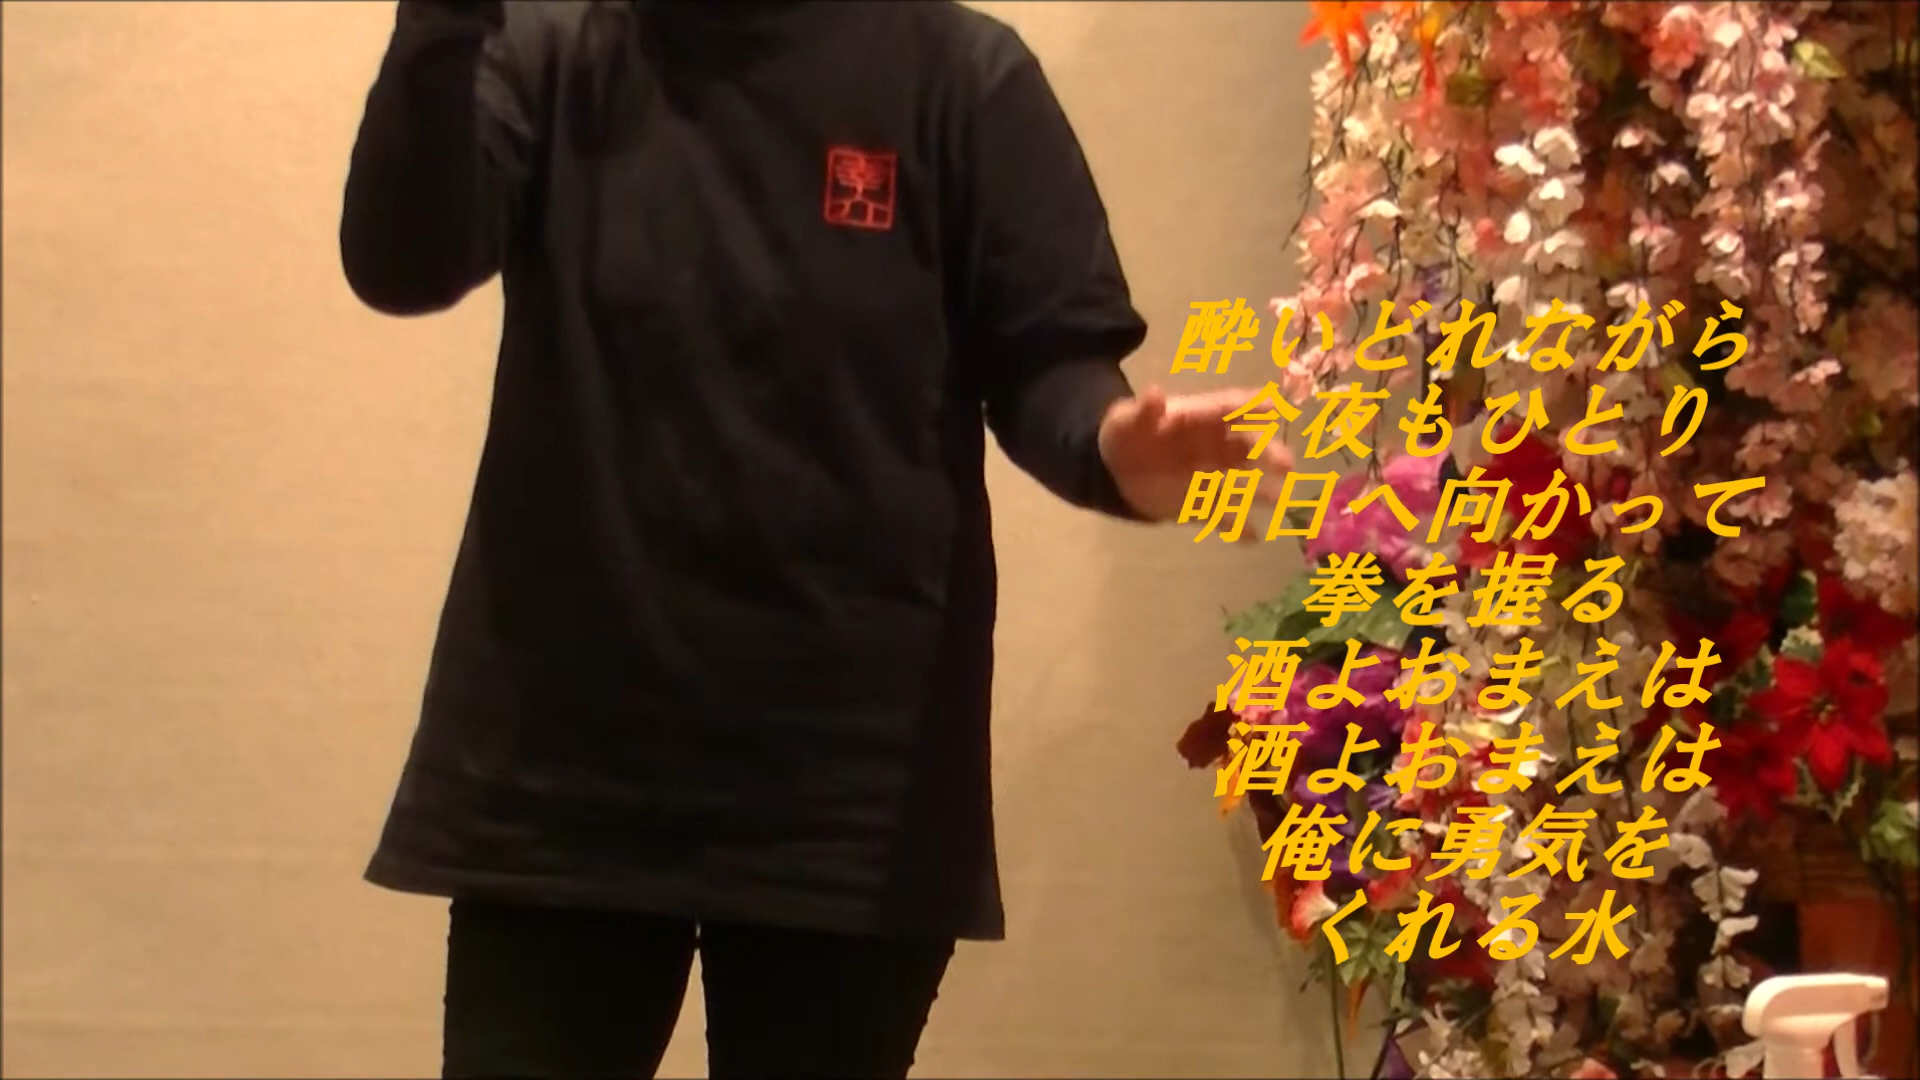 酔いどれながら
今夜もひとり
明日へ向かって
拳を握る
酒よおまえは
酒よおまえは
俺に勇気を
くれる水